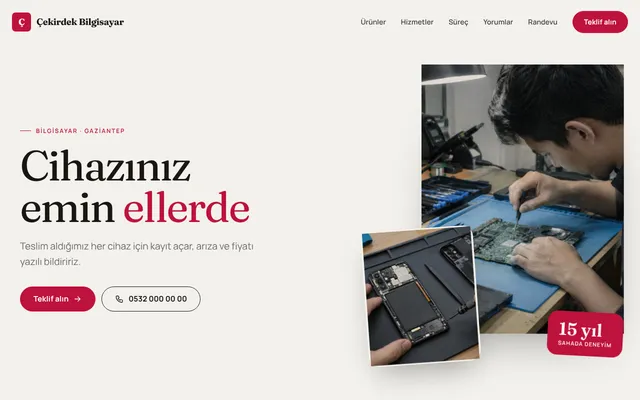 Ç Çekirdek Bilgisayar
Ürünler Hizmetler Süreç Yorumlar Randevu Teklif alın
BİLGİSAYAR · GAZİANTEP
Cihazınız
emin ellerde
Teslim aldığımız her cihaz için kayıt açar, arıza ve fiyatı
yazılı bildiririz.
Teklif alın → 0532 000 00 00
15 yıl
SAHADA DENEYİM